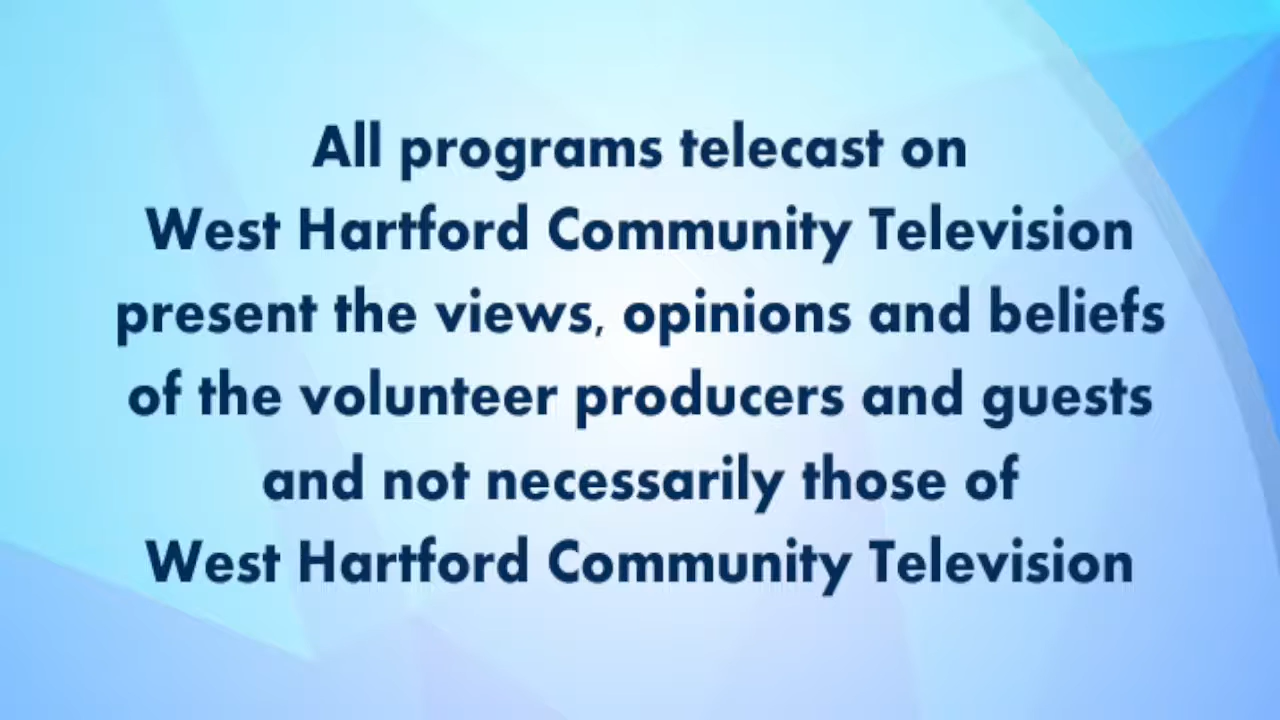 All programs telecast on
West Hartford Community Television
present the views, opinions and beliefs
of the volunteer producers and guests
and not necessarily those of
West Hartford Community Television